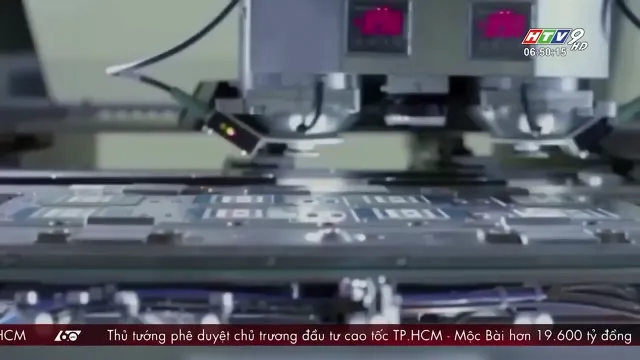 HTV9 HD
06:50:15
HCM Thủ tướng phê duyệt chủ trương đầu tư cao tốc TP.HCM - Mộc Bài hơn 19.600 tỷ đồng